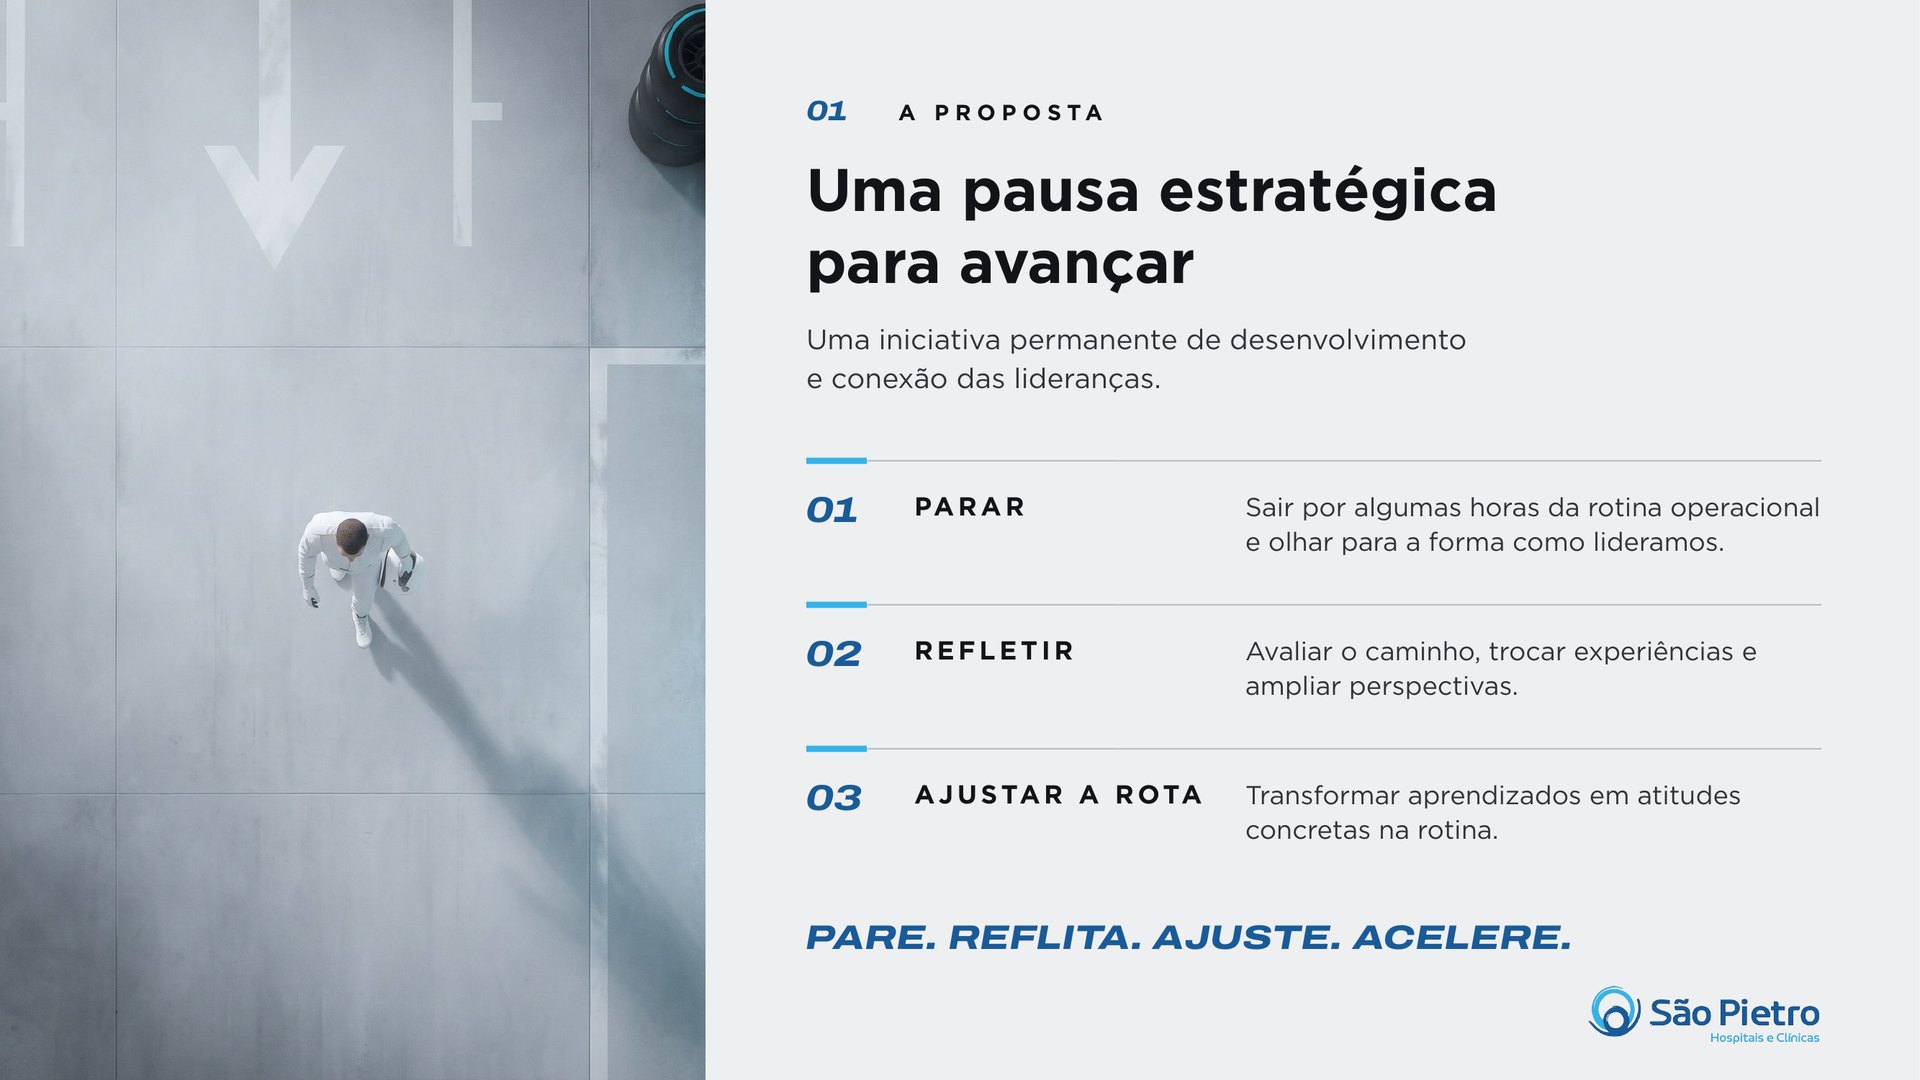 01 A PROPOSTA
Uma pausa estratégica
para avançar
Uma iniciativa permanente de desenvolvimento
e conexão das lideranças.
01 PARAR
Sair por algumas horas da rotina operacional
e olhar para a forma como lideramos.
02 REFLETIR
Avaliar o caminho, trocar experiências e
ampliar perspectivas.
03 AJUSTAR A ROTA
Transformar aprendizados em atitudes
concretas na rotina.
PARE. REFLITA. AJUSTE. ACELERE.
São Pietro
Hospitais e Clínicas